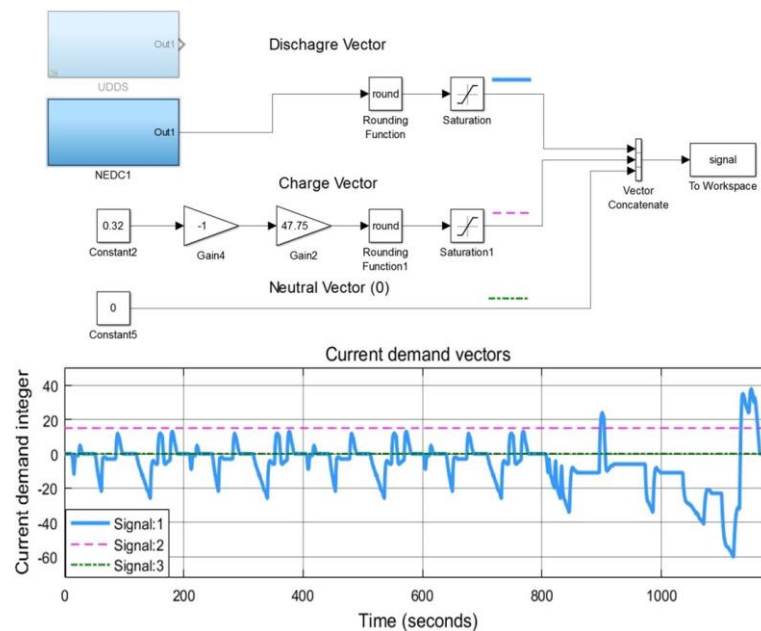 Dischagre Vector
Out1
UDDS
Out1
NEDC1
round
Rounding
Function
Saturation
Charge Vector
0.32
Constant2
-1
Gain4
47.75
Gain2
round
Rounding
Function1
Saturation1
Vector
Concatenate
signal
To Workspace
Neutral Vector (0)
0
Constant5
Current demand vectors
Current demand integer
40
20
0
-20
-40
-60
Signal:1
Signal:2
Signal:3
0
200
400
600
800
1000
Time (seconds)